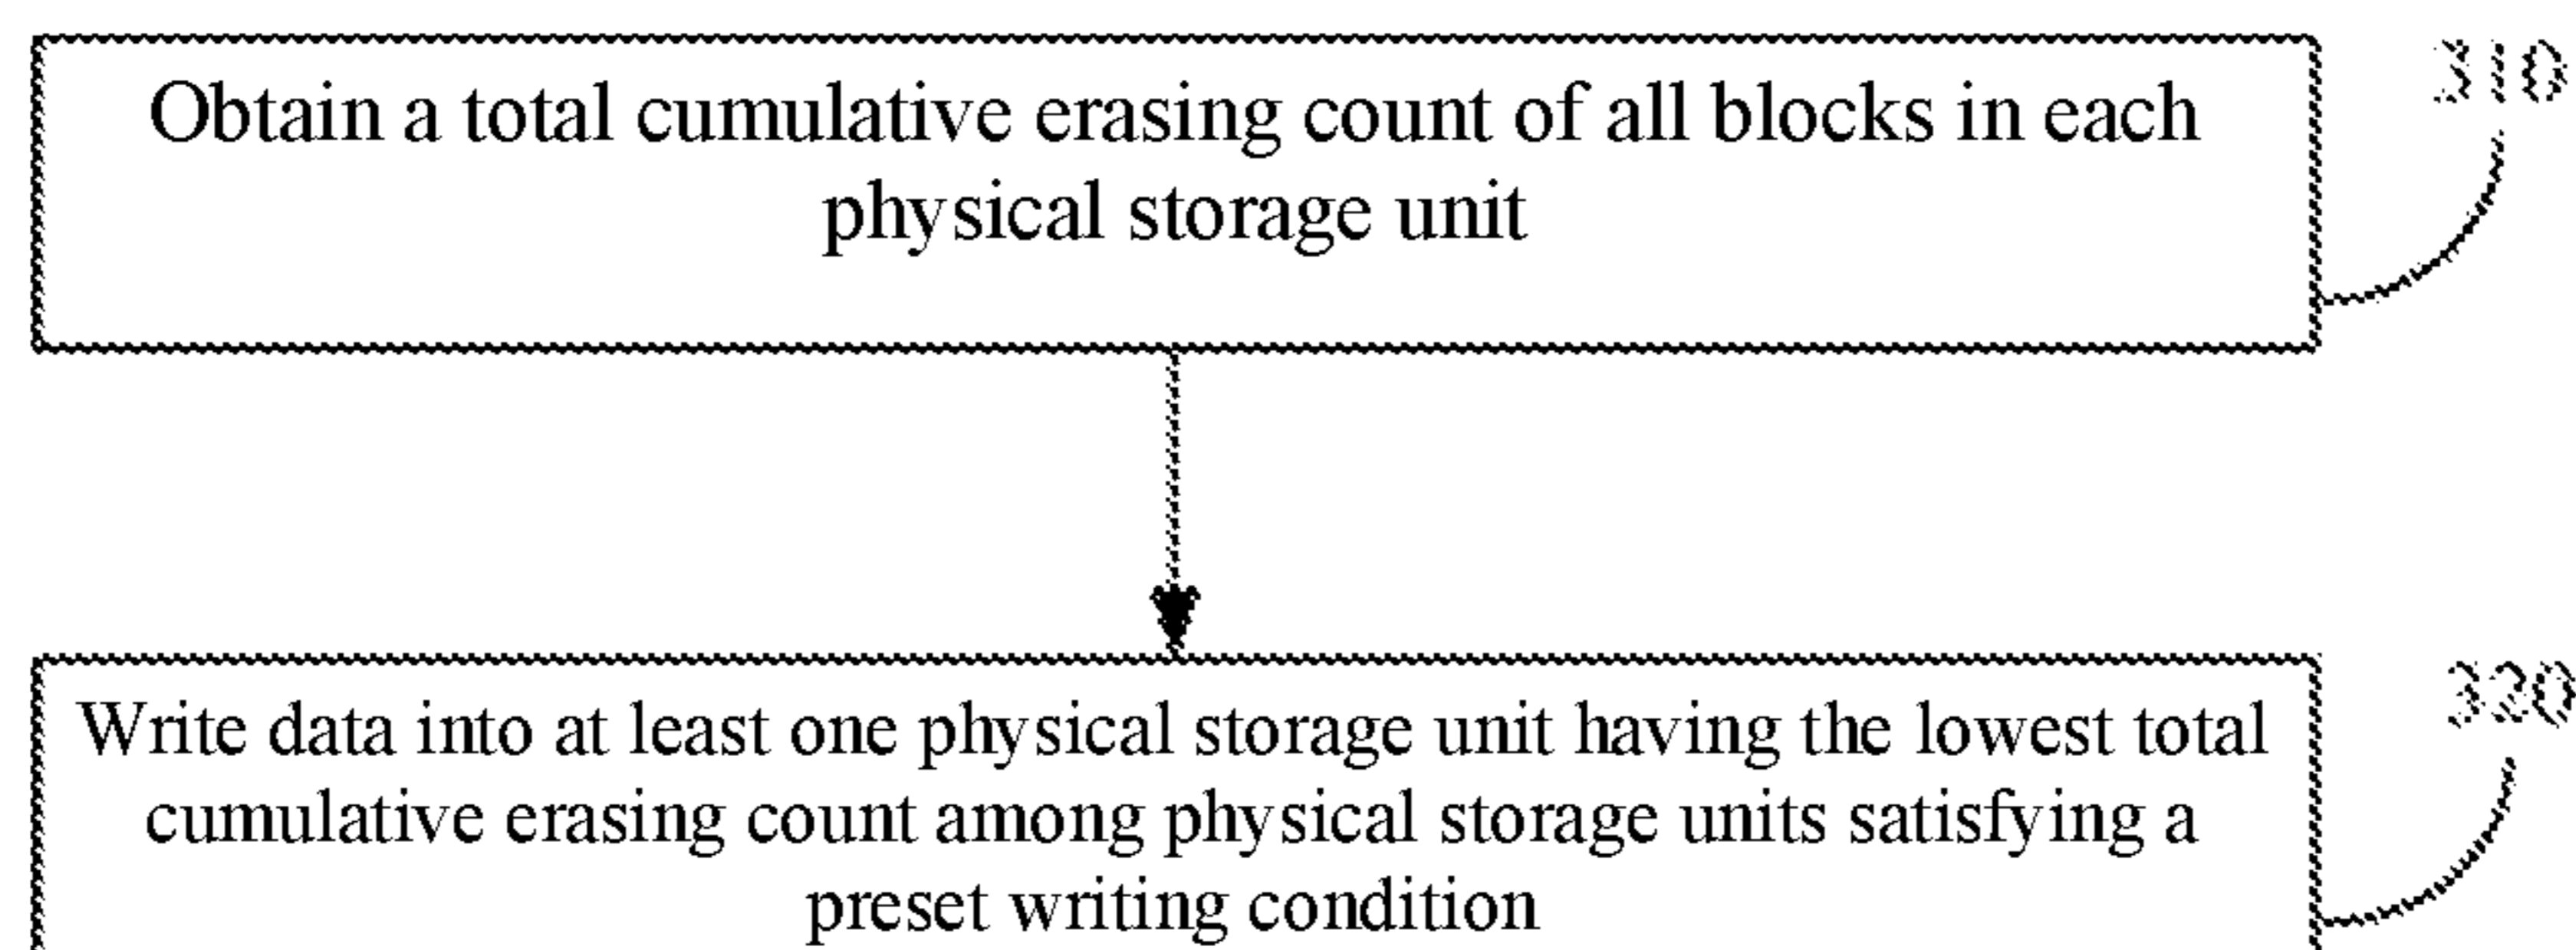 Obtain a total cumulative erasing count of all blocks in each
310
physical storage unit
Write data into at least one physical storage unit having the lowest total
320
cumulative erasing count among physical storage units satisfying a
preset writing condition